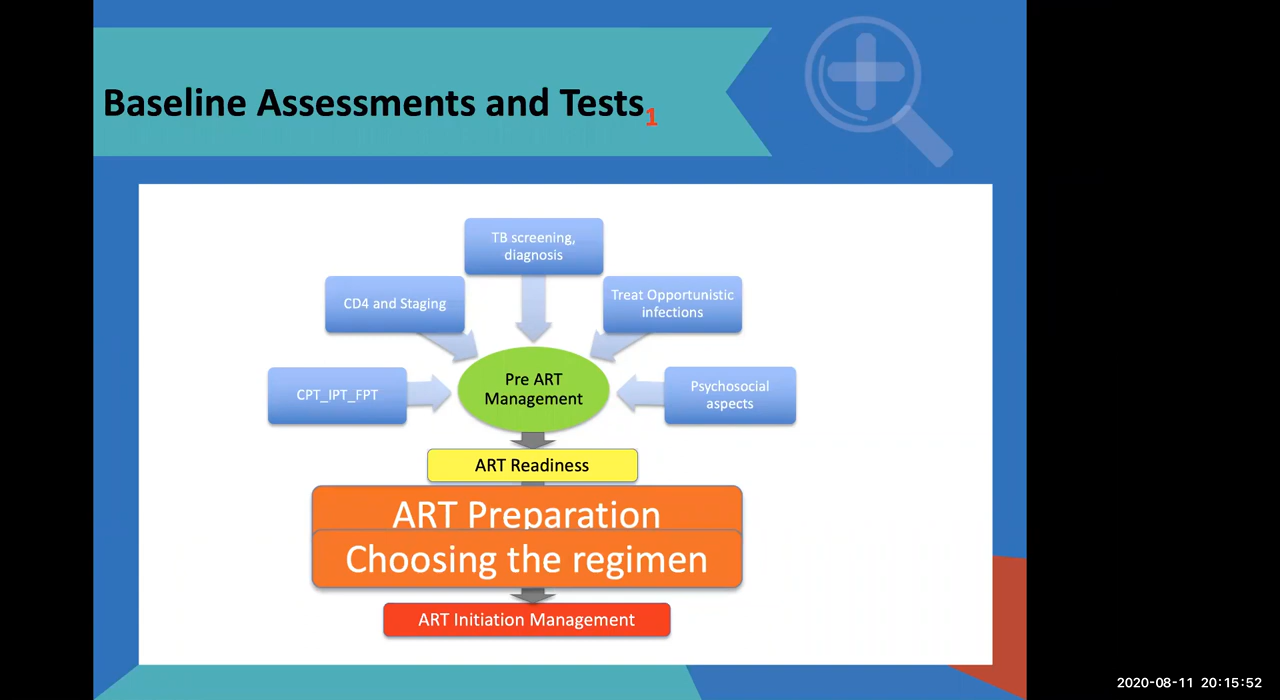 Baseline Assessments and Tests1
TB screening,
diagnosis
CD4 and Staging
Treat Opportunistic
infections
CPT_IPT_FPT
Pre ART
Management
Psychosocial
aspects
ART Readiness
ART Preparation
Choosing the regimen
ART Initiation Management
2020-08-11 20:15:52